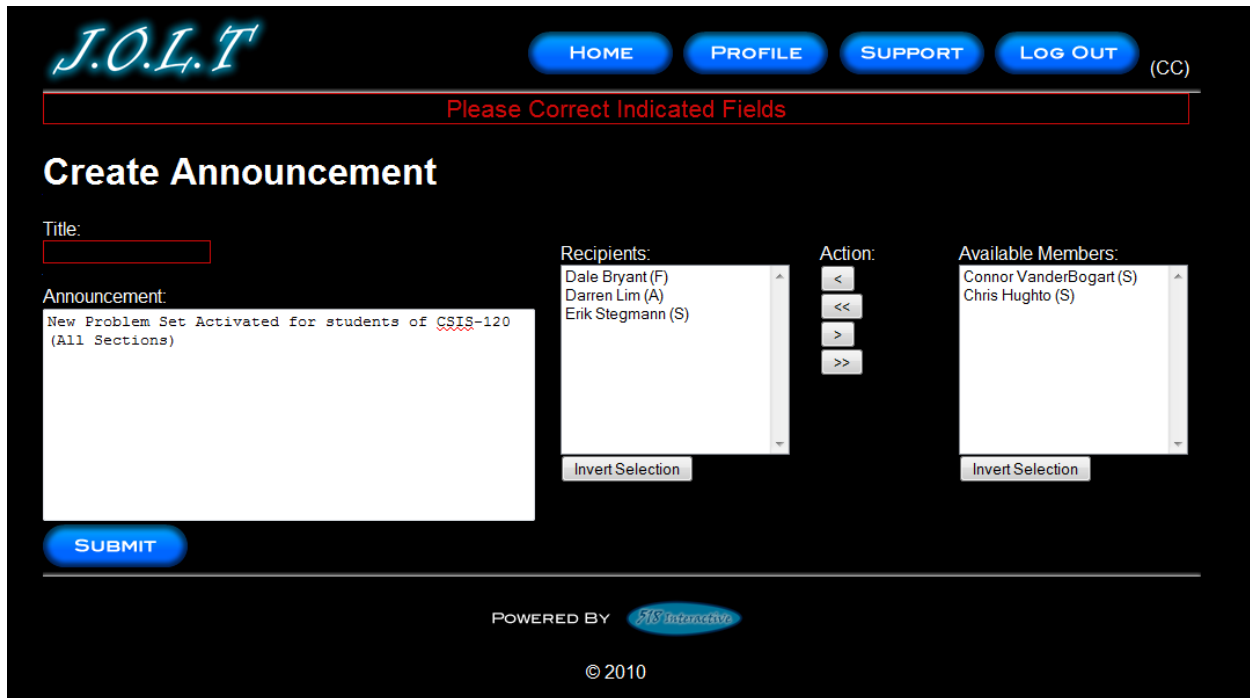 J.O.L.T
HOME PROFILE SUPPORT LOG OUT (CC)
Please Correct Indicated Fields
Create Announcement
Title:
Announcement:
New Problem Set Activated for students of CSIS-120
(All Sections)
Recipients:
Dale Bryant (F)
Darren Lim (A)
Erik Stegmann (S)
Invert Selection
Action:
<
<<
>
>>
Available Members:
Connor VanderBogart (S)
Chris Hughto (S)
Invert Selection
SUBMIT
POWERED BY 518 Interactive
© 2010